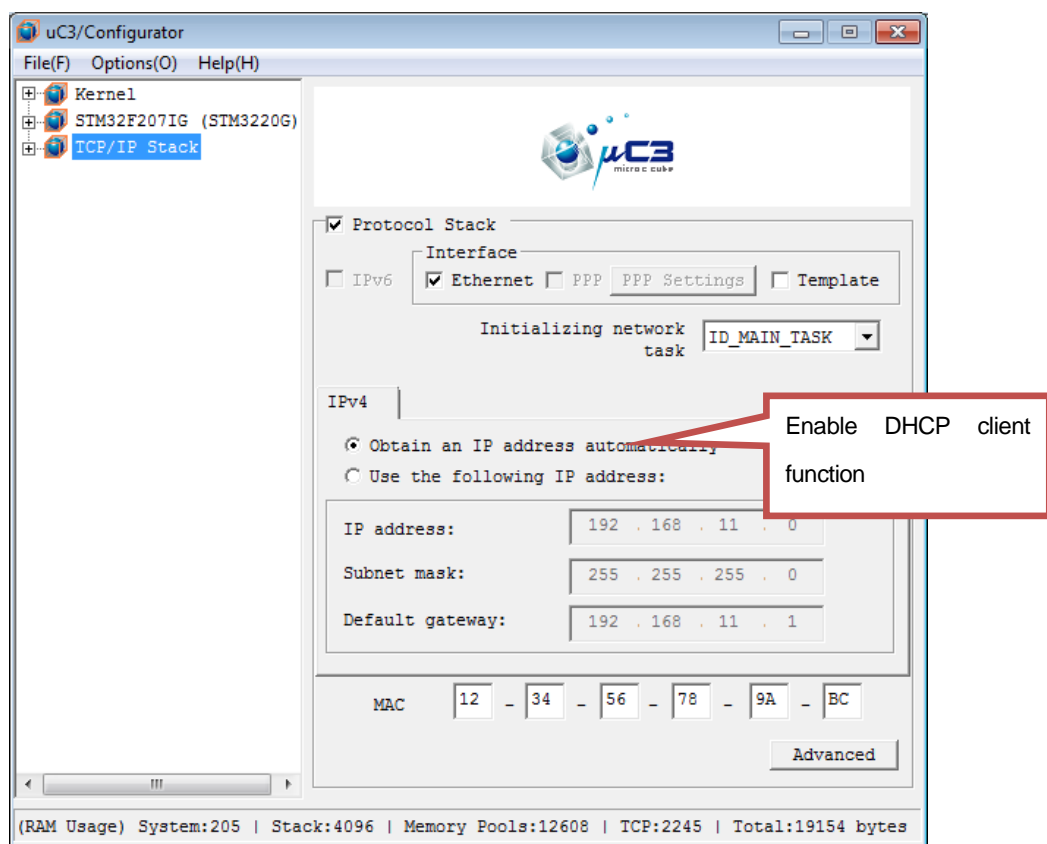 uC3/Configurator
File(F) Options(O) Help(H)
Kernel
STM32F207IG (STM3220G)
TCP/IP Stack
μC3
micro c cube
Protocol Stack
Interface
IPv6 Ethernet PPP PPP Settings Template
Initializing network task
ID_MAIN_TASK
IPv4
Obtain an IP address automatically
Use the following IP address:
Enable DHCP client
function
IP address: 192 . 168 . 11 . 0
Subnet mask: 255 . 255 . 255 . 0
Default gateway: 192 . 168 . 11 . 1
MAC 12 - 34 - 56 - 78 - 9A - BC
Advanced
(RAM Usage) System:205 | Stack:4096 | Memory Pools:12608 | TCP:2245 | Total:19154 bytes